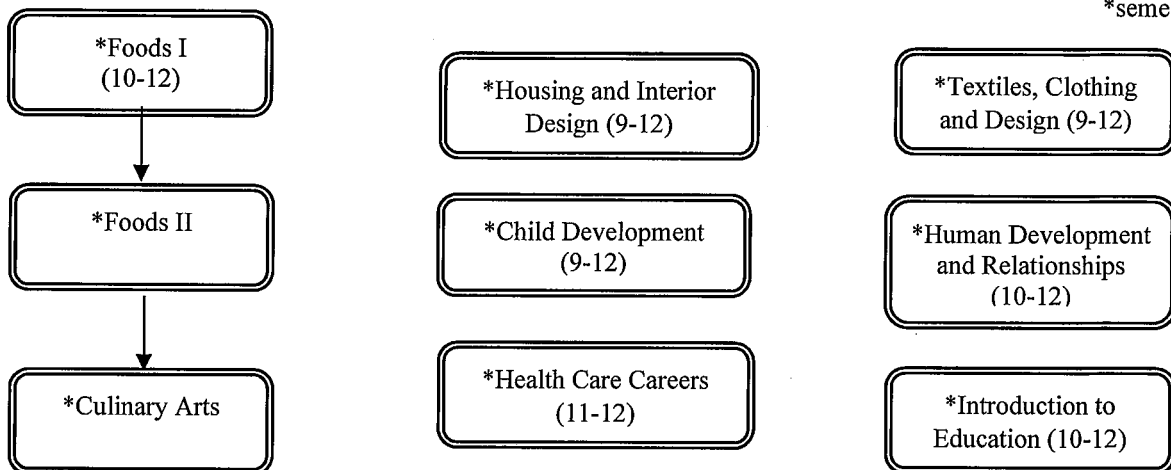 *seme
*Foods I
(10-12)
*Foods II
*Culinary Arts
*Housing and Interior
Design (9-12)
*Child Development
(9-12)
*Health Care Careers
(11-12)
*Textiles, Clothing
and Design (9-12)
*Human Development
and Relationships
(10-12)
*Introduction to
Education (10-12)